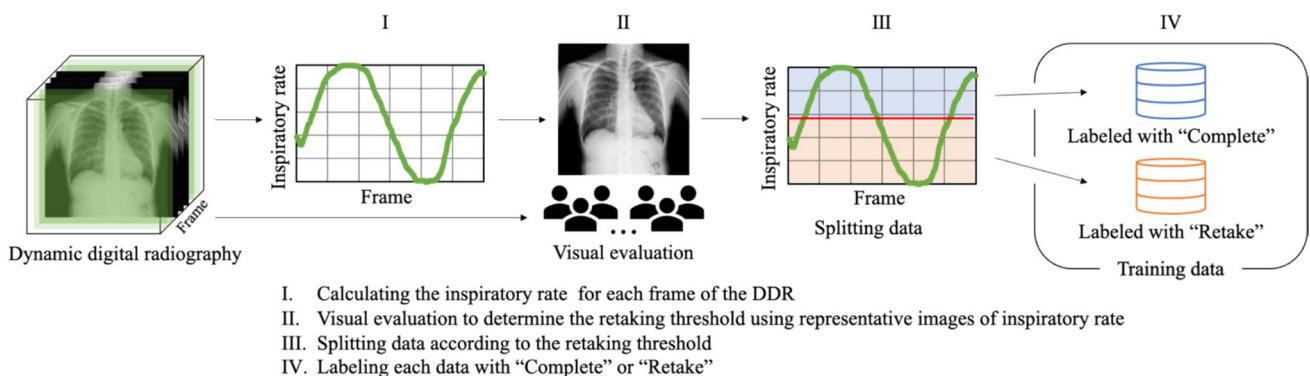 I
II
III
IV
Inspiratory rate
Frame
Frame
Dynamic digital radiography
Visual evaluation
Inspiratory rate
Frame
Splitting data
Labeled with “Complete”
Labeled with “Retake”
Training data
I. Calculating the inspiratory rate for each frame of the DDR
II. Visual evaluation to determine the retaking threshold using representative images of inspiratory rate
III. Splitting data according to the retaking threshold
IV. Labeling each data with “Complete” or “Retake”